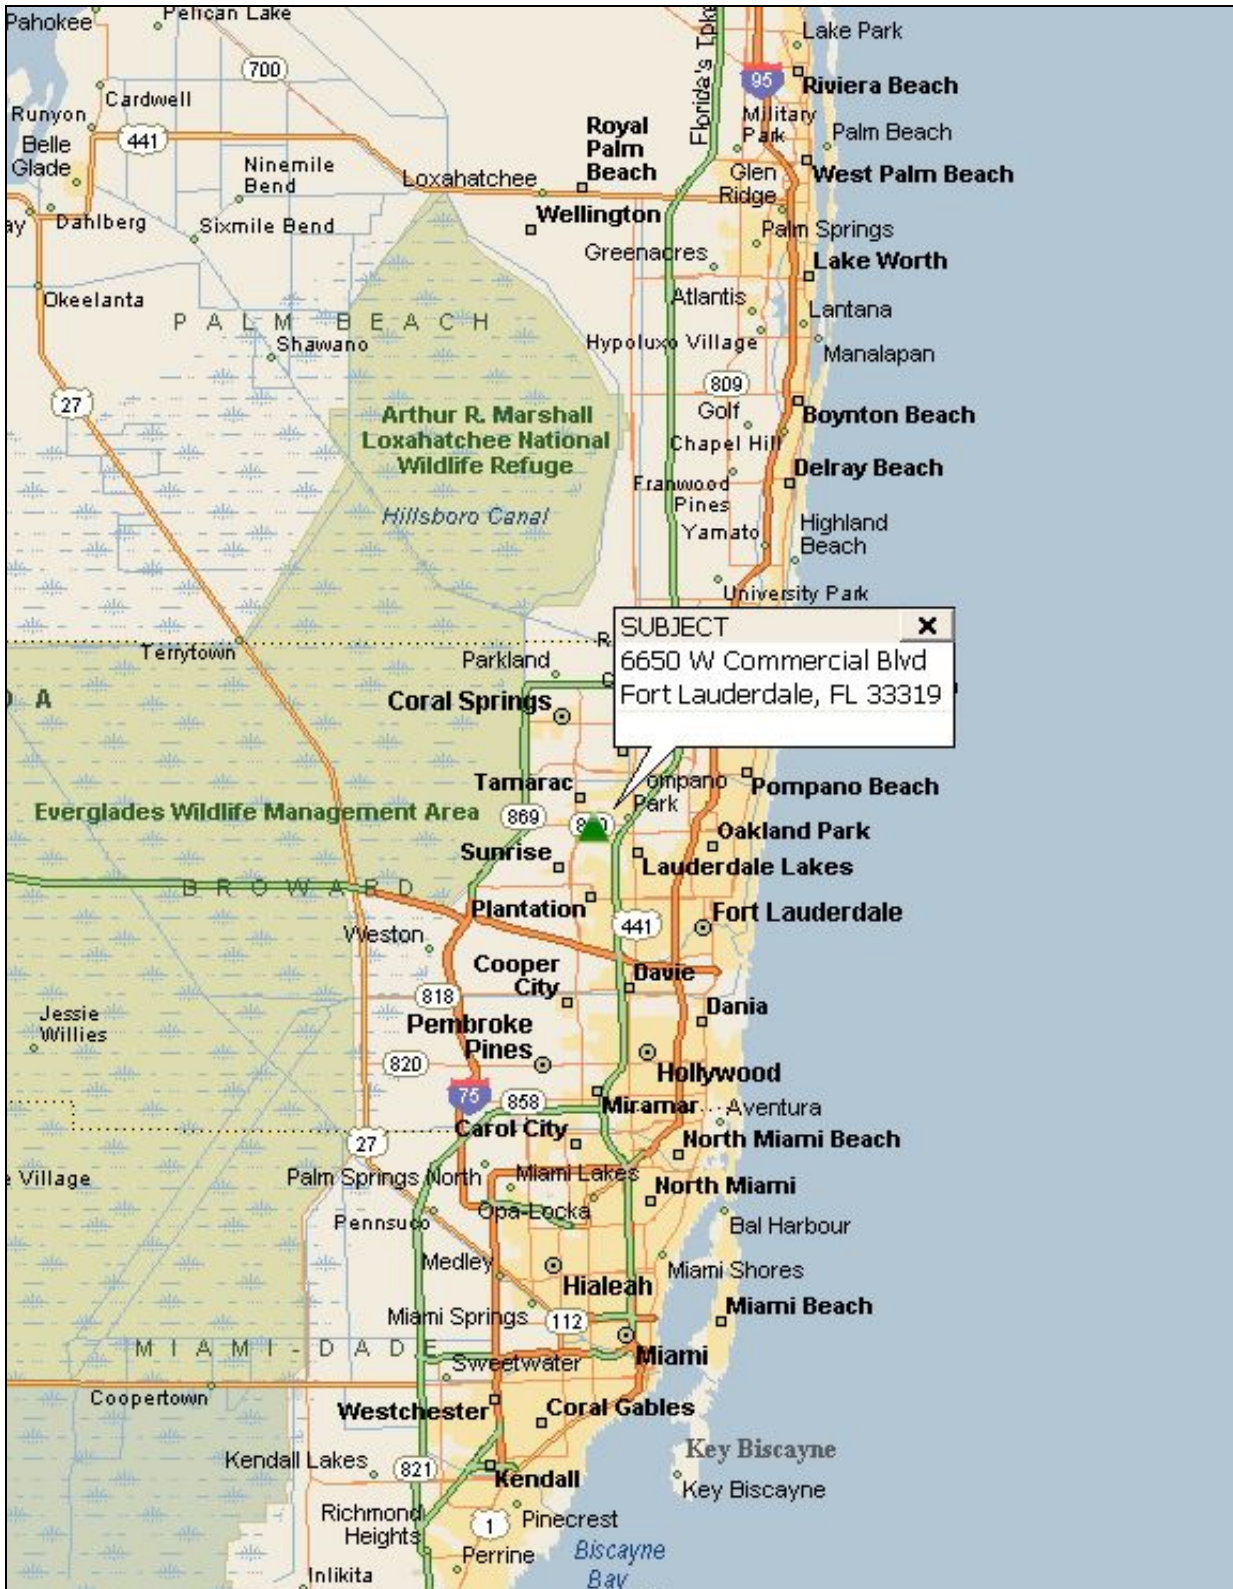 Pahokee
Pelican Lake
Lake Park
700
Florida's Tpke
95
Riviera Beach
Cardwell
Runyon
441
Belle
Glade
Royal
Palm
Beach
Military
Park
Palm Beach
Ninemile
Bend
Loxahatchee
Glen
Ridge
West Palm Beach
Dahlberg
Sixmile Bend
Wellington
Palm Springs
Greenacres
Lake Worth
Okeelanta
Atlantis
Lantana
PALM BEACH
Shawano
Hypoluxo Village
Manalapan
809
27
Golf
Boynton Beach
Arthur R. Marshall
Loxahatchee National
Wildlife Refuge
Chapel Hill
Delray Beach
Franwood
Pines
Hillsboro Canal
Yamato
Highland
Beach
University Park
SUBJECT
6650 W Commercial Blvd
Fort Lauderdale, FL 33319
Terrytown
Parkland
D A
Coral Springs
Tamarac
ompano
Park
Pompano Beach
Everglades Wildlife Management Area
869
Oakland Park
Sunrise
Lauderdale Lakes
BROWARD
Plantation
441
Fort Lauderdale
Weston
Cooper
City
Davie
818
Dania
Jessie
Willies
Pembroke
Pines
820
Hollywood
75
858
Miramar
Aventura
27
Carol City
North Miami Beach
e Village
Palm Springs North
Miami Lakes
North Miami
Pennsuco
Opa-Locka
Bal Harbour
Medley
Hialeah
Miami Shores
Miami Springs
112
Miami Beach
MIAMI-DADE
Sweetwater
Miami
Coopertown
Westchester
Coral Gables
Key Biscayne
Kendall Lakes
821
Kendall
Key Biscayne
Richmond
Heights
1
Pinecrest
Perrine
Biscayne
Bay
Inlikita